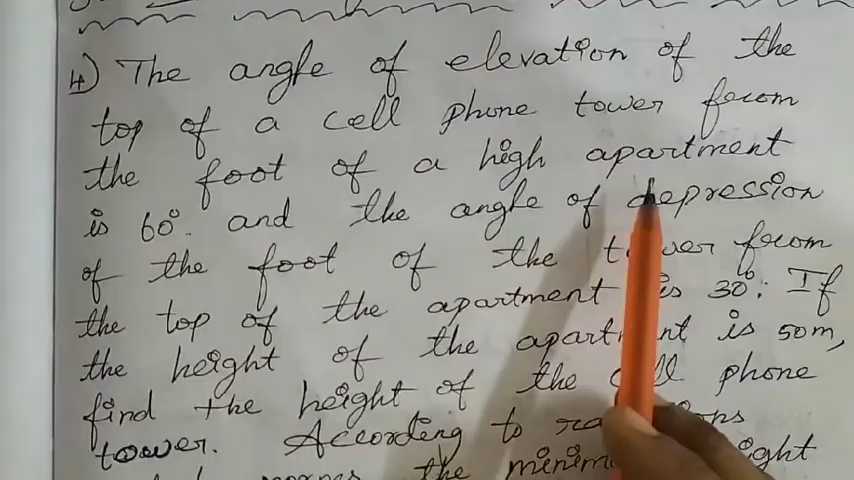 4) The angle of elevation of the
top of a cell phone tower from
the foot of a high apartment
is 60°. and the angle of depression
of the foot of the tower from
the top of the apartment is 30°. If
the height of the apartment is 50m,
find the height of the cell phone
tower. According to
the minim